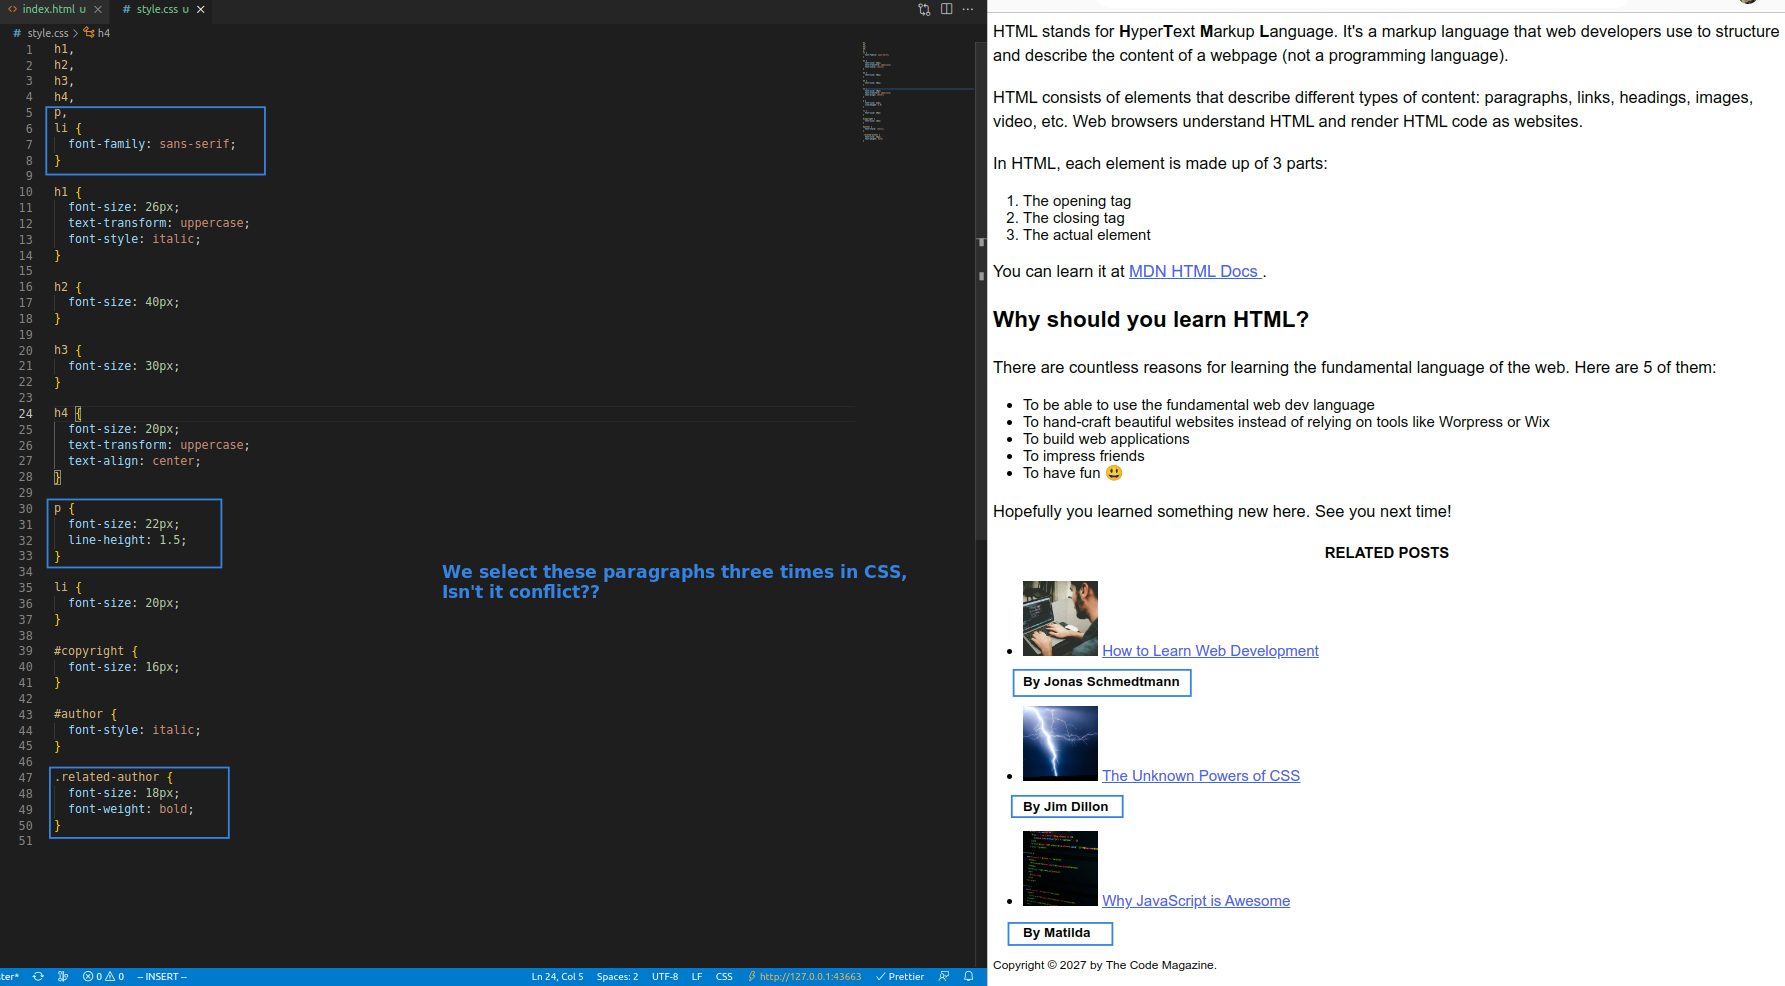 index.html U
style.css U
# style.css > h4
1 h1,
2 h2,
3 h3,
4 h4,
5 p,
6 li {
7 font-family: sans-serif;
8 }
9
10 h1 {
11 font-size: 26px;
12 text-transform: uppercase;
13 font-style: italic;
14 }
15
16 h2 {
17 font-size: 40px;
18 }
19
20 h3 {
21 font-size: 30px;
22 }
23
24 h4 {
25 font-size: 20px;
26 text-transform: uppercase;
27 text-align: center;
28 }
29
30 p {
31 font-size: 22px;
32 line-height: 1.5;
33 }
34
35 li {
36 font-size: 20px;
37 }
38
39 #copyright {
40 font-size: 16px;
41 }
42
43 #author {
44 font-style: italic;
45 }
46
47 .related-author {
48 font-size: 18px;
49 font-weight: bold;
50 }
51
We select these paragraphs three times in CSS,
Isn't it conflict??
ter* 0 0 -- INSERT -- Ln 24, Col 5 Spaces: 2 UTF-8 LF CSS http://127.0.0.1:43663 Prettier
HTML stands for HyperText Markup Language. It's a markup language that web developers use to structure
and describe the content of a webpage (not a programming language).
HTML consists of elements that describe different types of content: paragraphs, links, headings, images,
video, etc. Web browsers understand HTML and render HTML code as websites.
In HTML, each element is made up of 3 parts:
1. The opening tag
2. The closing tag
3. The actual element
You can learn it at MDN HTML Docs .
Why should you learn HTML?
There are countless reasons for learning the fundamental language of the web. Here are 5 of them:
• To be able to use the fundamental web dev language
• To hand-craft beautiful websites instead of relying on tools like Worpress or Wix
• To build web applications
• To impress friends
• To have fun 😃
Hopefully you learned something new here. See you next time!
RELATED POSTS
• How to Learn Web Development
By Jonas Schmedtmann
• The Unknown Powers of CSS
By Jim Dillon
• Why JavaScript is Awesome
By Matilda
Copyright © 2027 by The Code Magazine.